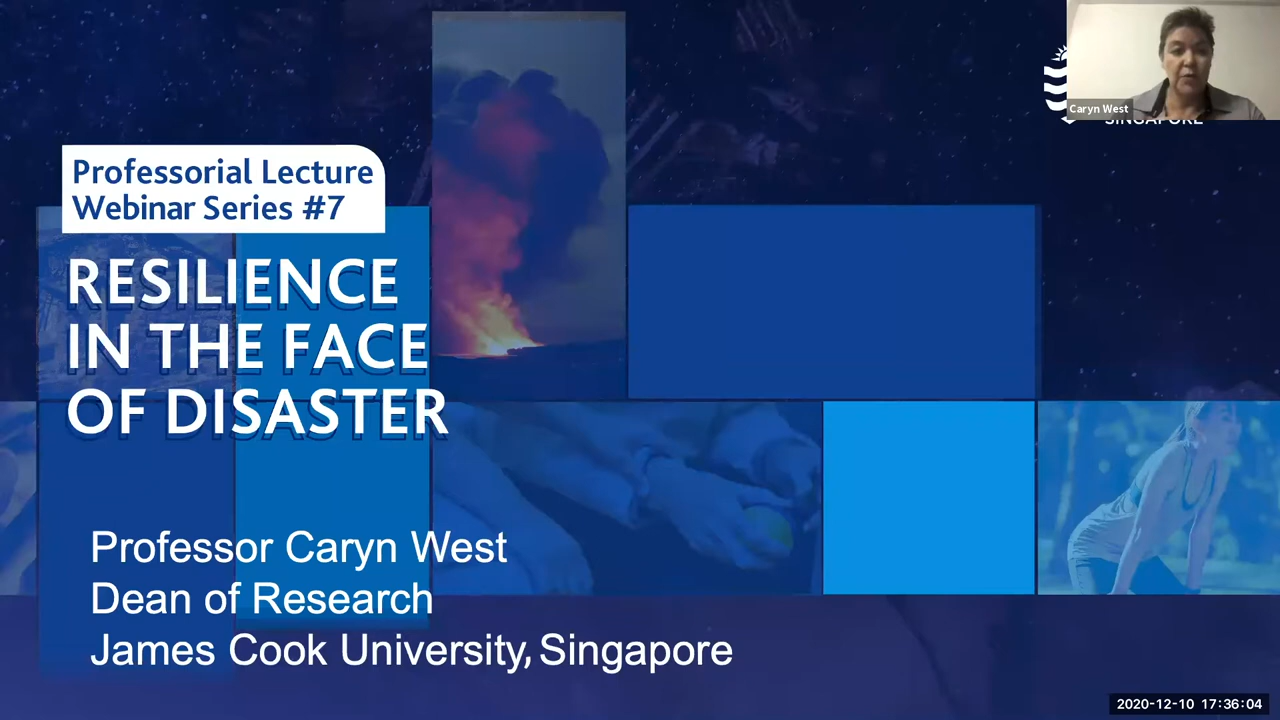 Caryn West
SINGAPORE
Professorial Lecture
Webinar Series #7
RESILIENCE
IN THE FACE
OF DISASTER
Professor Caryn West
Dean of Research
James Cook University, Singapore
2020-12-10 17:36:04